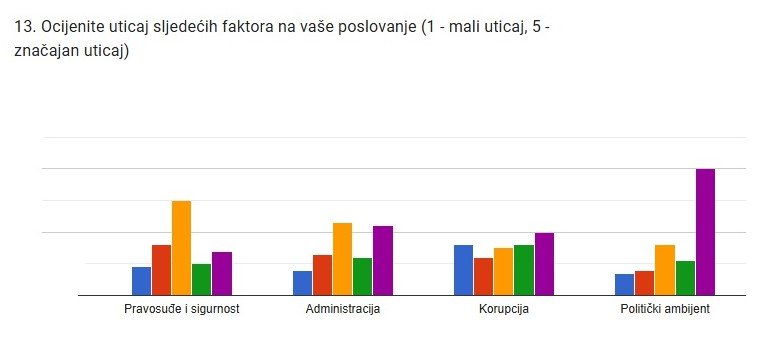 13. Ocijenite uticaj sljedećih faktora na vaše poslovanje (1 - mali uticaj, 5 -
značajan uticaj)
Pravosuđe i sigurnost
Administracija
Korupcija
Politički ambijent